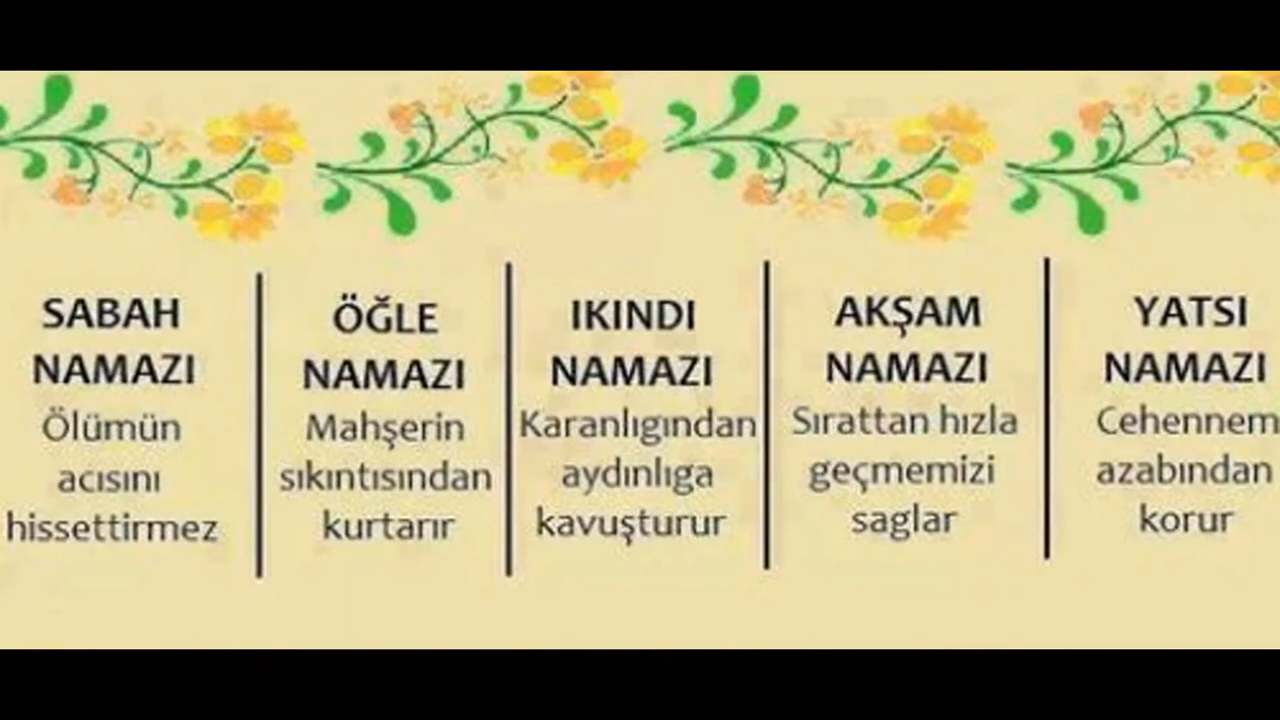 SABAH
NAMAZI
Ölümün
acısını
hissettirmez
ÖĞLE
NAMAZI
Mahşerin
sıkıntısından
kurtarır
IKINDI
NAMAZI
Karanlıgından
aydınlıga
kavuşturur
AKŞAM
NAMAZI
Sırattan hızla
geçmemizi
saglar
YATSI
NAMAZI
Cehennem
azabından
korur